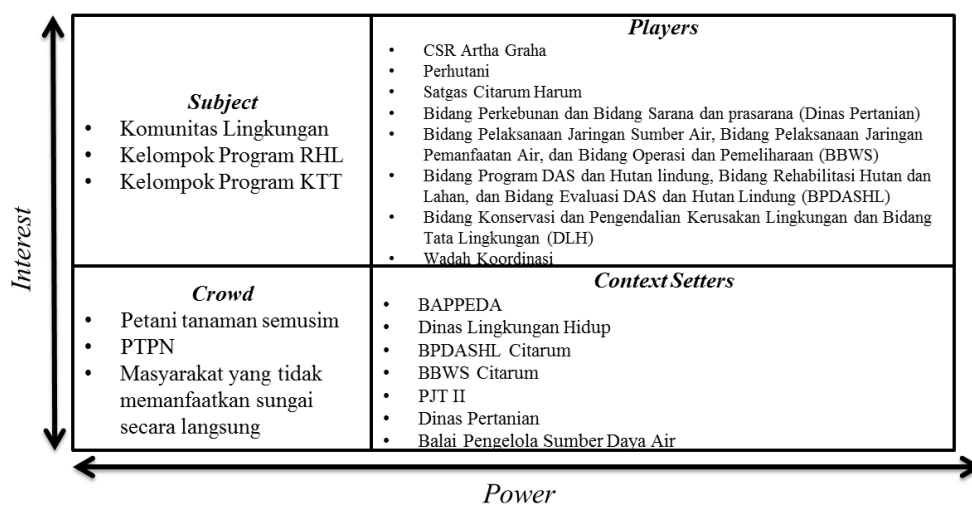 Interest
Subject
• Komunitas Lingkungan
• Kelompok Program RHL
• Kelompok Program KTT
Players
• CSR Artha Graha
• Perhutani
• Satgas Citarum Harum
• Bidang Perkebunan dan Bidang Sarana dan prasarana (Dinas Pertanian)
• Bidang Pelaksanaan Jaringan Sumber Air, Bidang Pelaksanaan Jaringan
Pemanfaatan Air, dan Bidang Operasi dan Pemeliharaan (BBWS)
• Bidang Program DAS dan Hutan lindung, Bidang Rehabilitasi Hutan dan
Lahan, dan Bidang Evaluasi DAS dan Hutan Lindung (BPDASHL)
• Bidang Konservasi dan Pengendalian Kerusakan Lingkungan dan Bidang
Tata Lingkungan (DLH)
• Wadah Koordinasi
Crowd
• Petani tanaman semusim
• PTPN
• Masyarakat yang tidak
memanfaatkan sungai
secara langsung
Context Setters
• BAPPEDA
• Dinas Lingkungan Hidup
• BPDASHL Citarum
• BBWS Citarum
• PJT II
• Dinas Pertanian
• Balai Pengelola Sumber Daya Air
Power